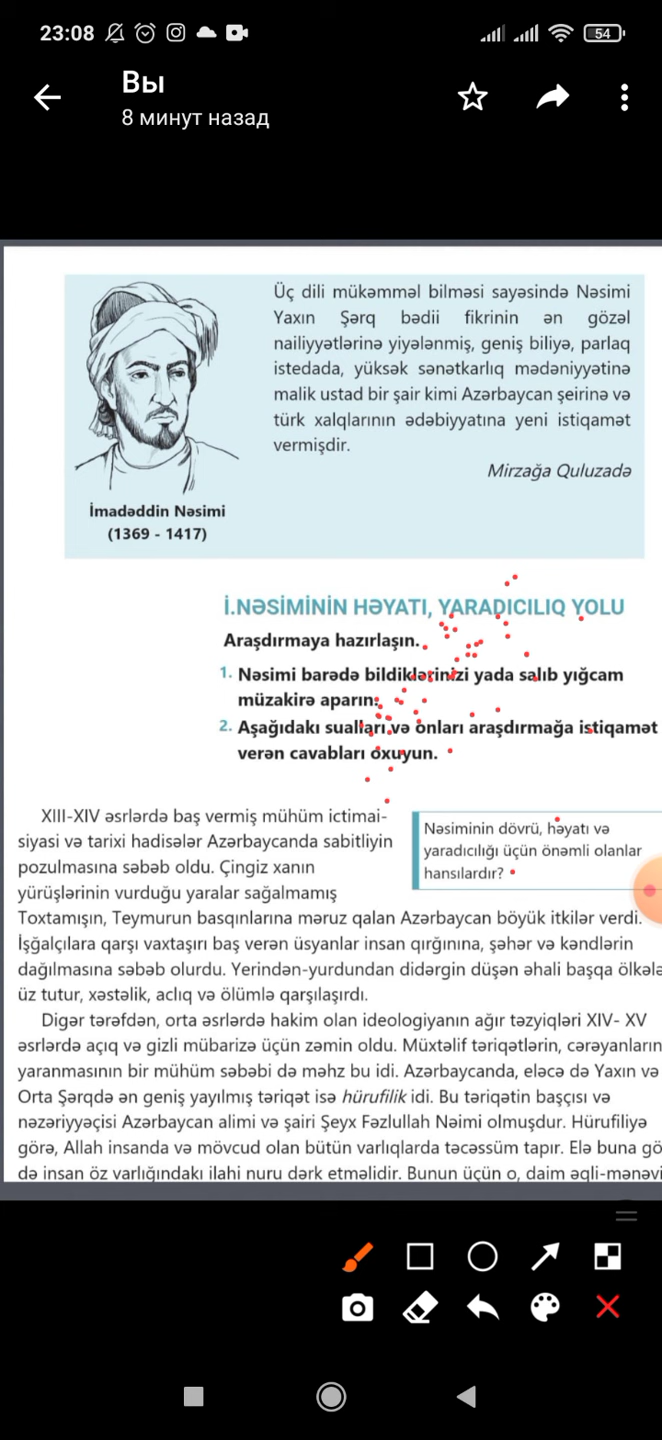 23:08
54
Вы
8 минут назад
Üç dili mükəmməl bilməsi sayəsində Nəsimi
Yaxın Şərq bədii fikrinin ən gözəl
nailiyyətlərinə yiyələnmiş, geniş biliyə, parlaq
istedada, yüksək sənətkarlıq mədəniyyətinə
malik ustad bir şair kimi Azərbaycan şeirinə və
türk xalqlarının ədəbiyyatına yeni istiqamət
vermişdir.
Mirzağa Quluzadə
İmadəddin Nəsimi
(1369 - 1417)
İ.NƏSİMİNİN HƏYATI, YARADICILIQ YOLU
Araşdırmaya hazırlaşın.
1. Nəsimi barədə bildiklərinizi yada salıb yığcam
müzakirə aparın.
2. Aşağıdakı sualları və onları araşdırmağa istiqamət
verən cavabları oxuyun.
XIII-XIV əsrlərdə baş vermiş mühüm ictimai-
siyasi və tarixi hadisələr Azərbaycanda sabitliyin
pozulmasına səbəb oldu. Çingiz xanın
yürüşlərinin vurduğu yaralar sağalmamış
Nəsiminin dövrü, həyatı və
yaradıcılığı üçün önəmli olanlar
hansılardır?
Toxtamışın, Teymurun basqınlarına məruz qalan Azərbaycan böyük itkilər verdi.
İşğalçılara qarşı vaxtaşırı baş verən üsyanlar insan qırğınına, şəhər və kəndlərin
dağılmasına səbəb olurdu. Yerindən-yurdundan didərgin düşən əhali başqa ölkələ
üz tutur, xəstəlik, aclıq və ölümlə qarşılaşırdı.
Digər tərəfdən, orta əsrlərdə hakim olan ideologiyanın ağır təzyiqləri XIV- XV
əsrlərdə açıq və gizli mübarizə üçün zəmin oldu. Müxtəlif təriqətlərin, cərəyanların
yaranmasının bir mühüm səbəbi də məhz bu idi. Azərbaycanda, eləcə də Yaxın və
Orta Şərqdə ən geniş yayılmış təriqət isə hürufilik idi. Bu təriqətin başçısı və
nəzəriyyəçisi Azərbaycan alimi və şairi Şeyx Fəzlullah Nəimi olmuşdur. Hürufiliyə
görə, Allah insanda və mövcud olan bütün varlıqlarda təcəssüm tapır. Elə buna gö
də insan öz varlığındakı ilahi nuru dərk etməlidir. Bunun üçün o, daim əqli-mənəvi